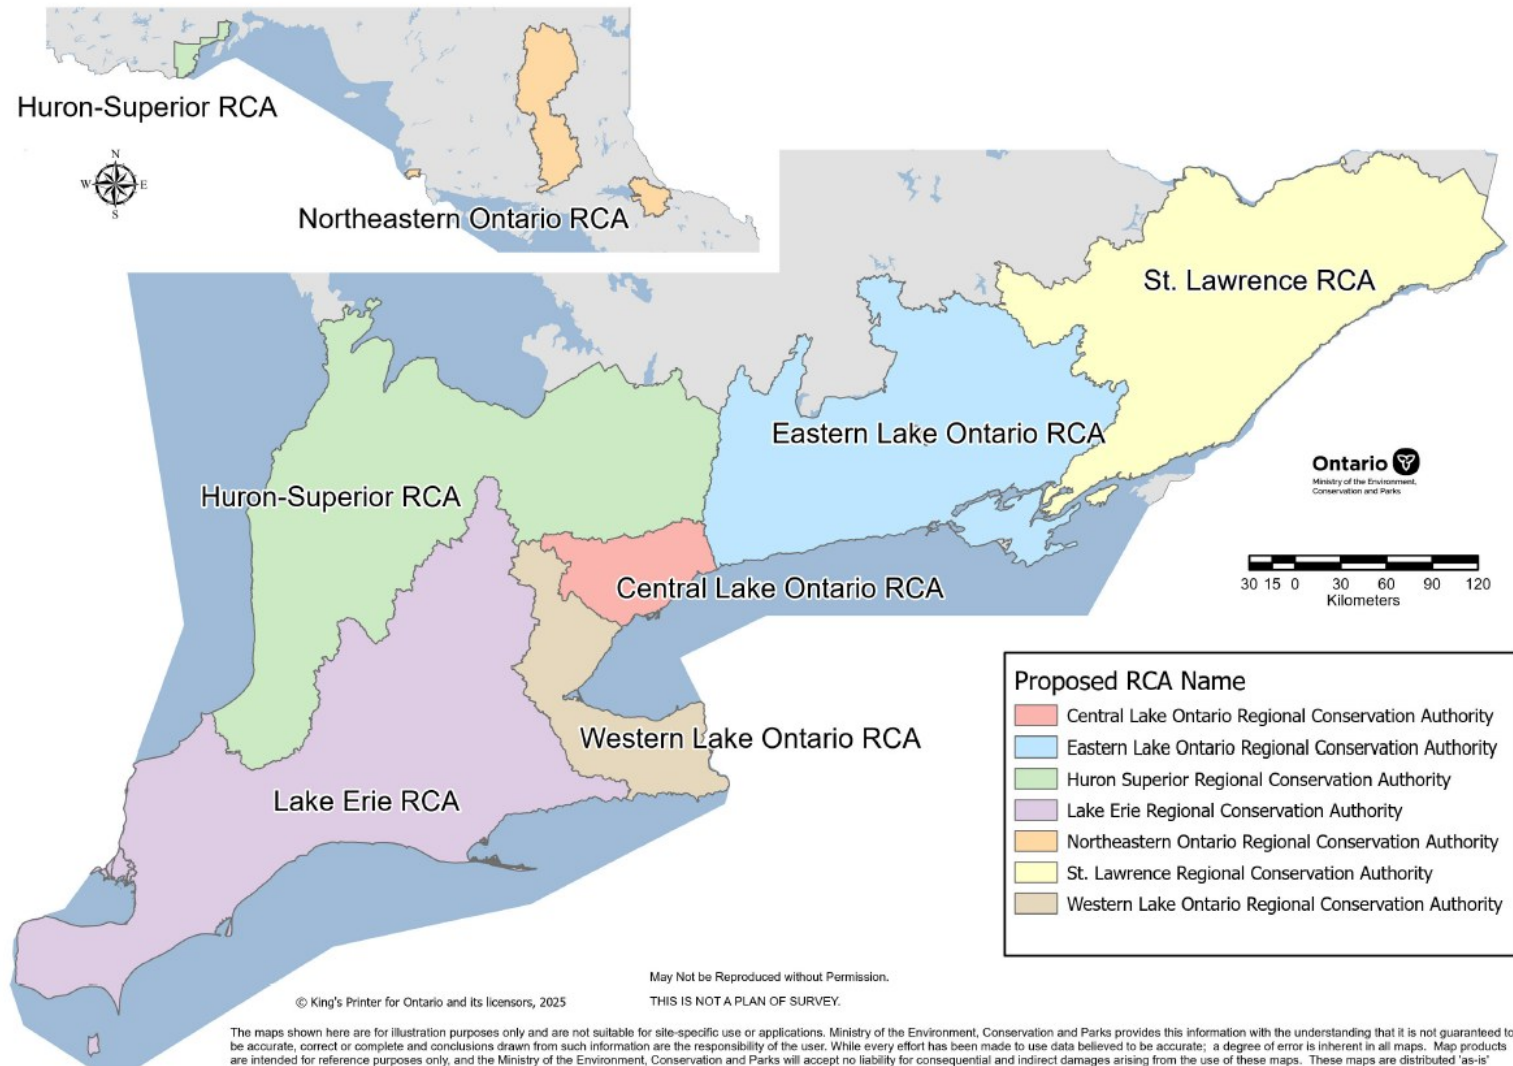 Huron-Superior RCA
N
W
E
S
Northeastern Ontario RCA
St. Lawrence RCA
Eastern Lake Ontario RCA
Ontario
Ministry of the Environment,
Conservation and Parks
Huron-Superior RCA
Central Lake Ontario RCA
30 15 0 30 60 90 120
Kilometers
Western Lake Ontario RCA
Lake Erie RCA
Proposed RCA Name
Central Lake Ontario Regional Conservation Authority
Eastern Lake Ontario Regional Conservation Authority
Huron Superior Regional Conservation Authority
Lake Erie Regional Conservation Authority
Northeastern Ontario Regional Conservation Authority
St. Lawrence Regional Conservation Authority
Western Lake Ontario Regional Conservation Authority
May Not be Reproduced without Permission.
© King's Printer for Ontario and its licensors, 2025
THIS IS NOT A PLAN OF SURVEY.
The maps shown here are for illustration purposes only and are not suitable for site-specific use or applications. Ministry of the Environment, Conservation and Parks provides this information with the understanding that it is not guaranteed to
be accurate, correct or complete and conclusions drawn from such information are the responsibility of the user. While every effort has been made to use data believed to be accurate; a degree of error is inherent in all maps. Map products
are intended for reference purposes only, and the Ministry of the Environment, Conservation and Parks will accept no liability for consequential and indirect damages arising from the use of these maps. These maps are distributed 'as-is'